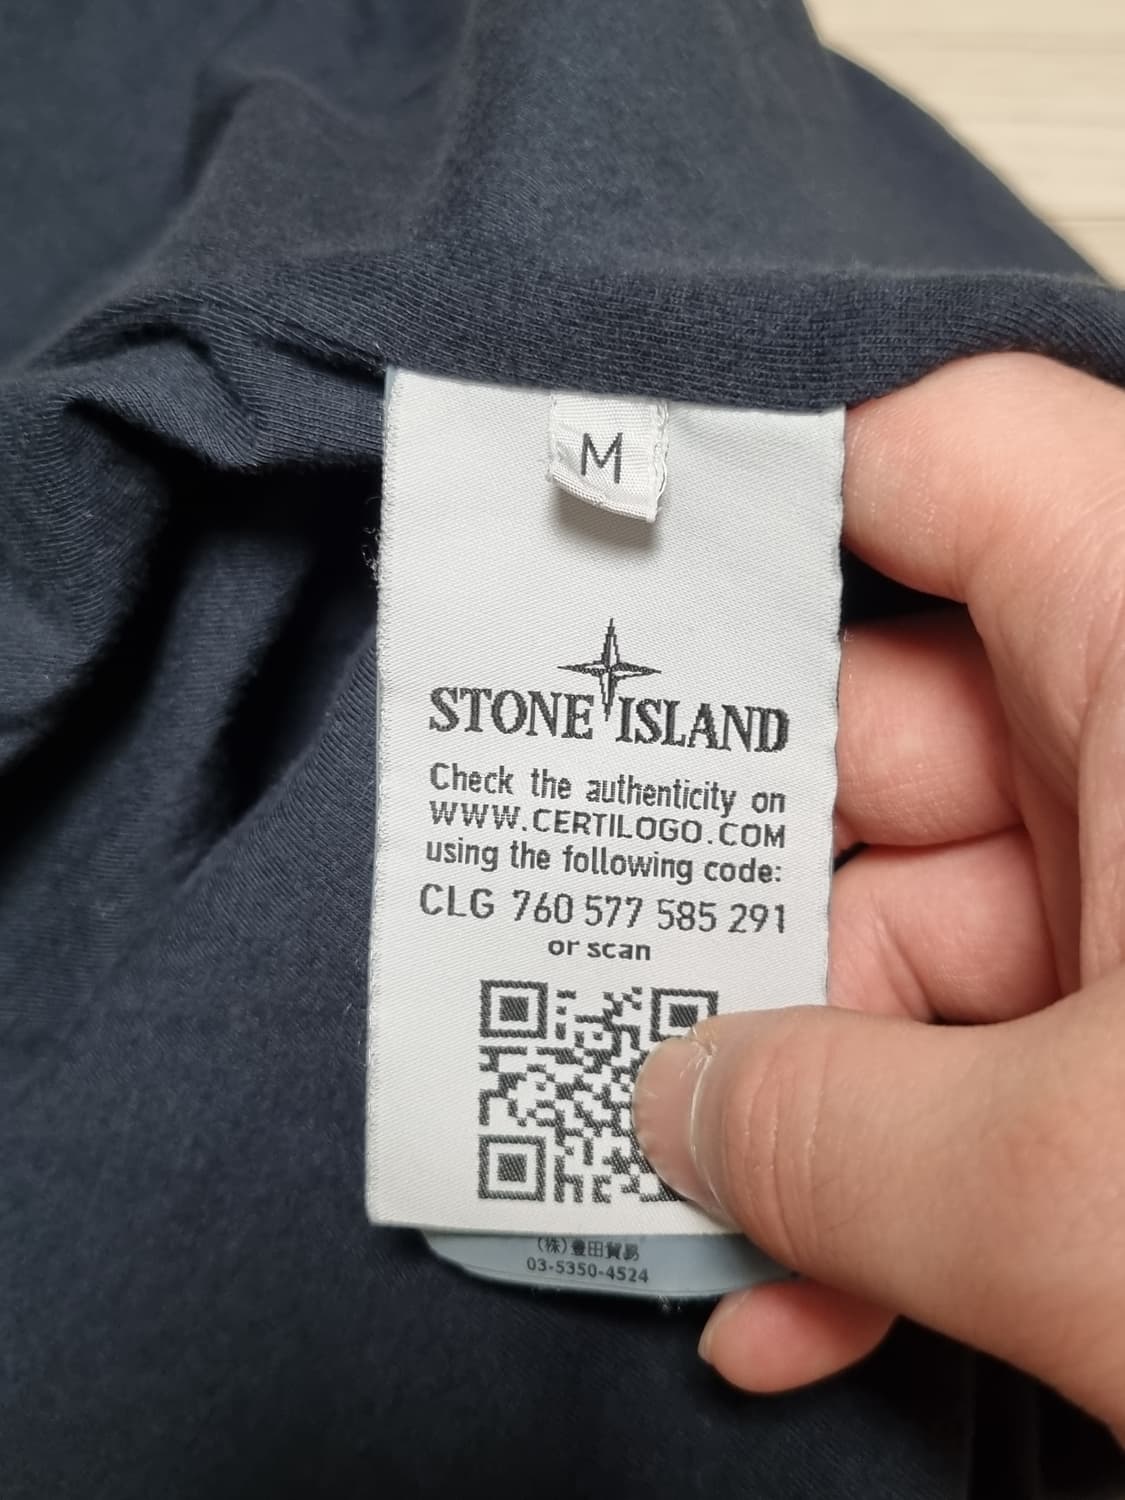 M
STONE ISLAND
Check the authenticity on
WWW.CERTILOGO.COM
using the following code:
CLG 760 577 585 291
or scan
(株)豊田貿易
03-5350-4524